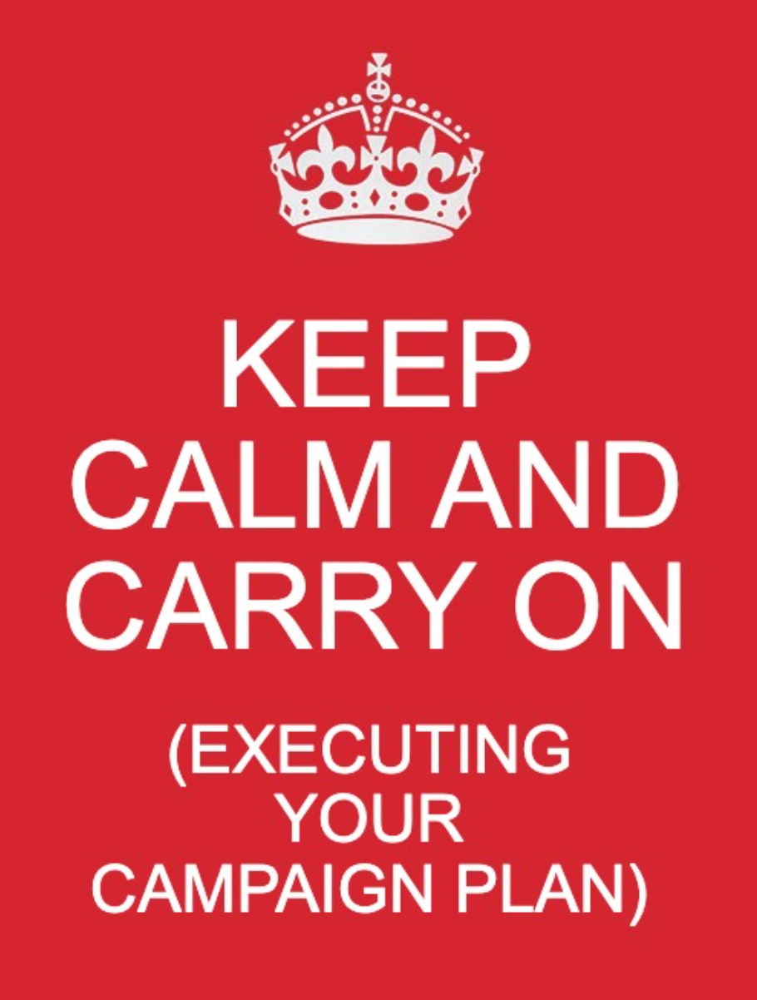 KEEP
CALM AND
CARRY ON
(EXECUTING
YOUR
CAMPAIGN PLAN)